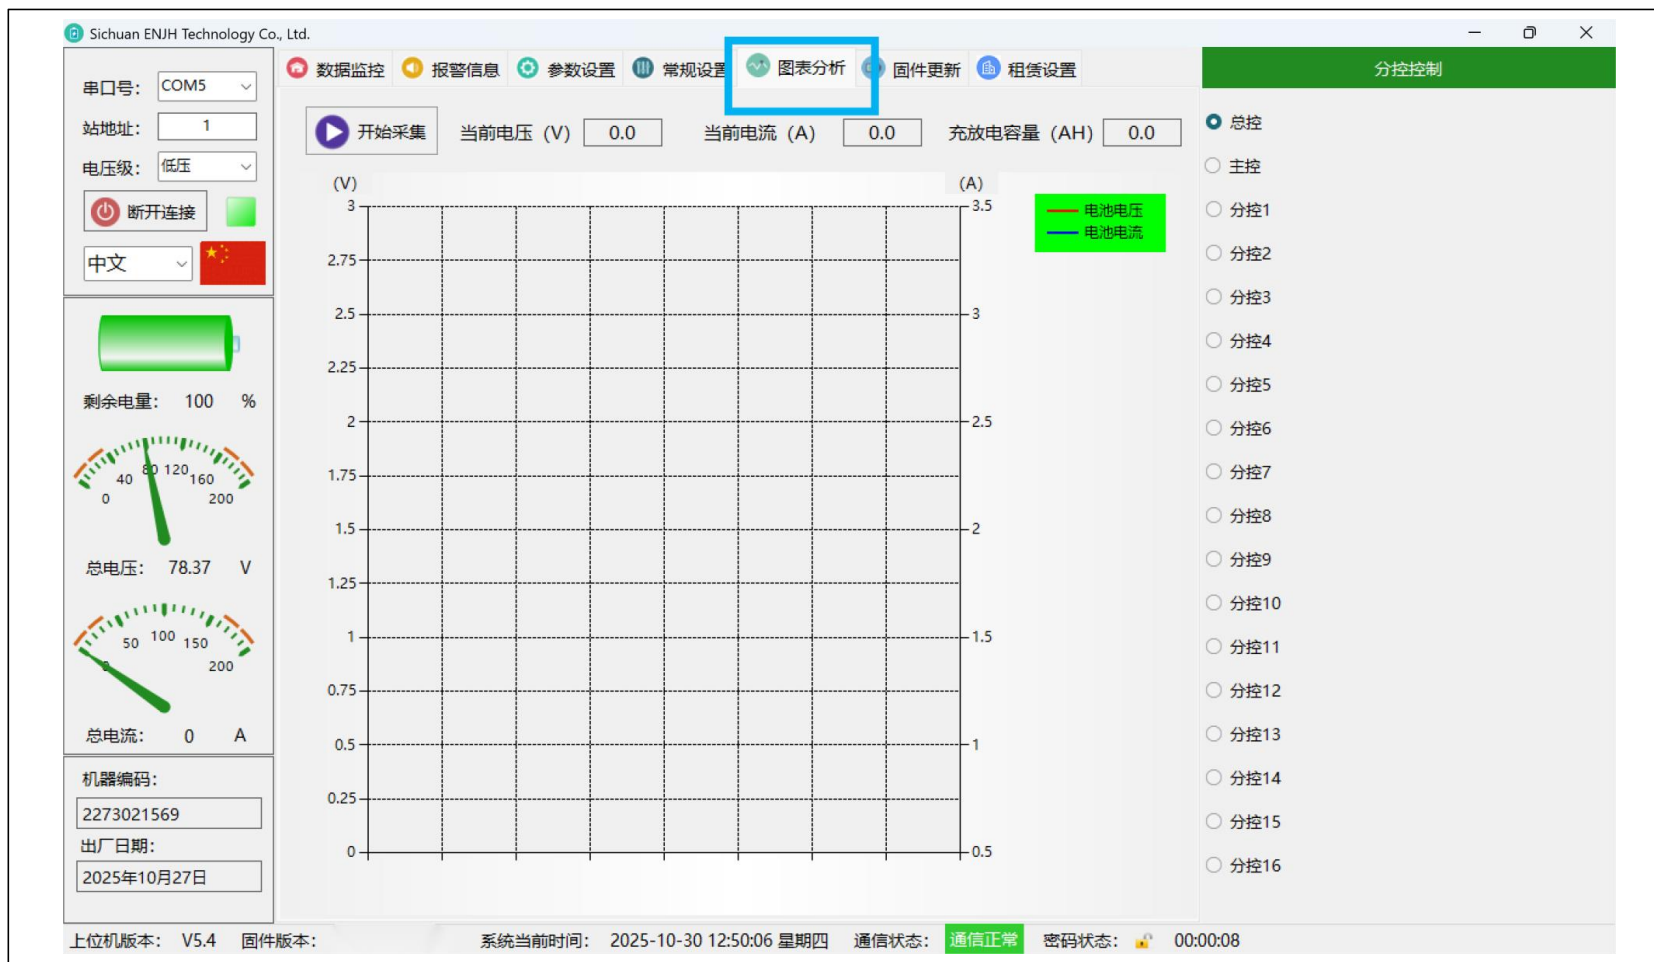 Sichuan ENJH Technology Co., Ltd.
串口号： COM5
站地址： 1
电压级： 低压
断开连接
中文
剩余电量： 100 %
0 40 80 120 160 200
总电压： 78.37 V
0 50 100 150 200
总电流： 0 A
机器编码：
2273021569
出厂日期：
2025年10月27日
数据监控 报警信息 参数设置 常规设置 图表分析 固件更新 租赁设置
开始采集 当前电压（V） 0.0 当前电流（A） 0.0 充放电容量（AH） 0.0
(V) (A)
3 3.5
2.75
2.5 3
2.25
2 2.5
1.75
1.5 2
1.25
1 1.5
0.75
0.5 1
0.25
0 0.5
电池电压
电池电流
分控控制
总控
主控
分控1
分控2
分控3
分控4
分控5
分控6
分控7
分控8
分控9
分控10
分控11
分控12
分控13
分控14
分控15
分控16
上位机版本： V5.4 固件版本： 系统当前时间： 2025-10-30 12:50:06 星期四 通信状态： 通信正常 密码状态： 00:00:08